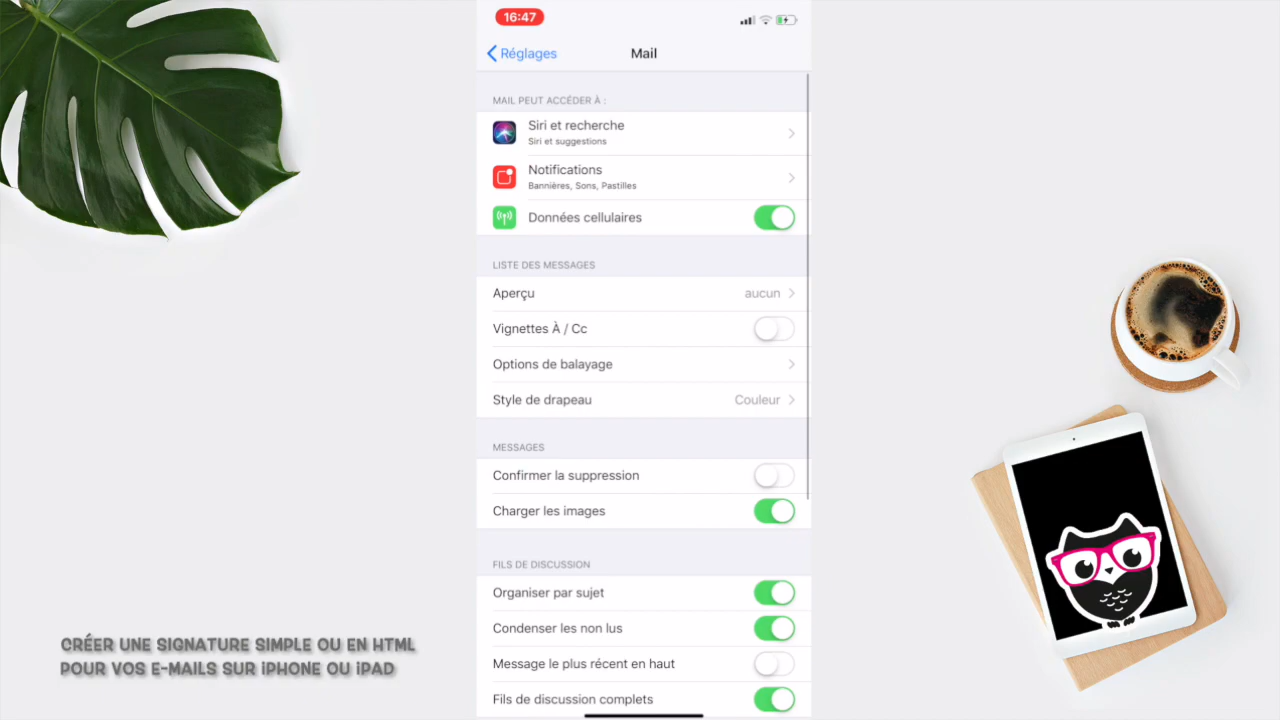 16:47
Réglages
Mail
MAIL PEUT ACCÉDER À :
Siri et recherche
Siri et suggestions
Notifications
Bannières, Sons, Pastilles
Données cellulaires
LISTE DES MESSAGES
Aperçu aucun
Vignettes À / Cc
Options de balayage
Style de drapeau Couleur
MESSAGES
Confirmer la suppression
Charger les images
FILS DE DISCUSSION
Organiser par sujet
Condenser les non lus
Message le plus récent en haut
Fils de discussion complets
CRÉER UNE SIGNATURE SIMPLE OU EN HTML
POUR VOS E-MAILS SUR iPHONE OU iPAD